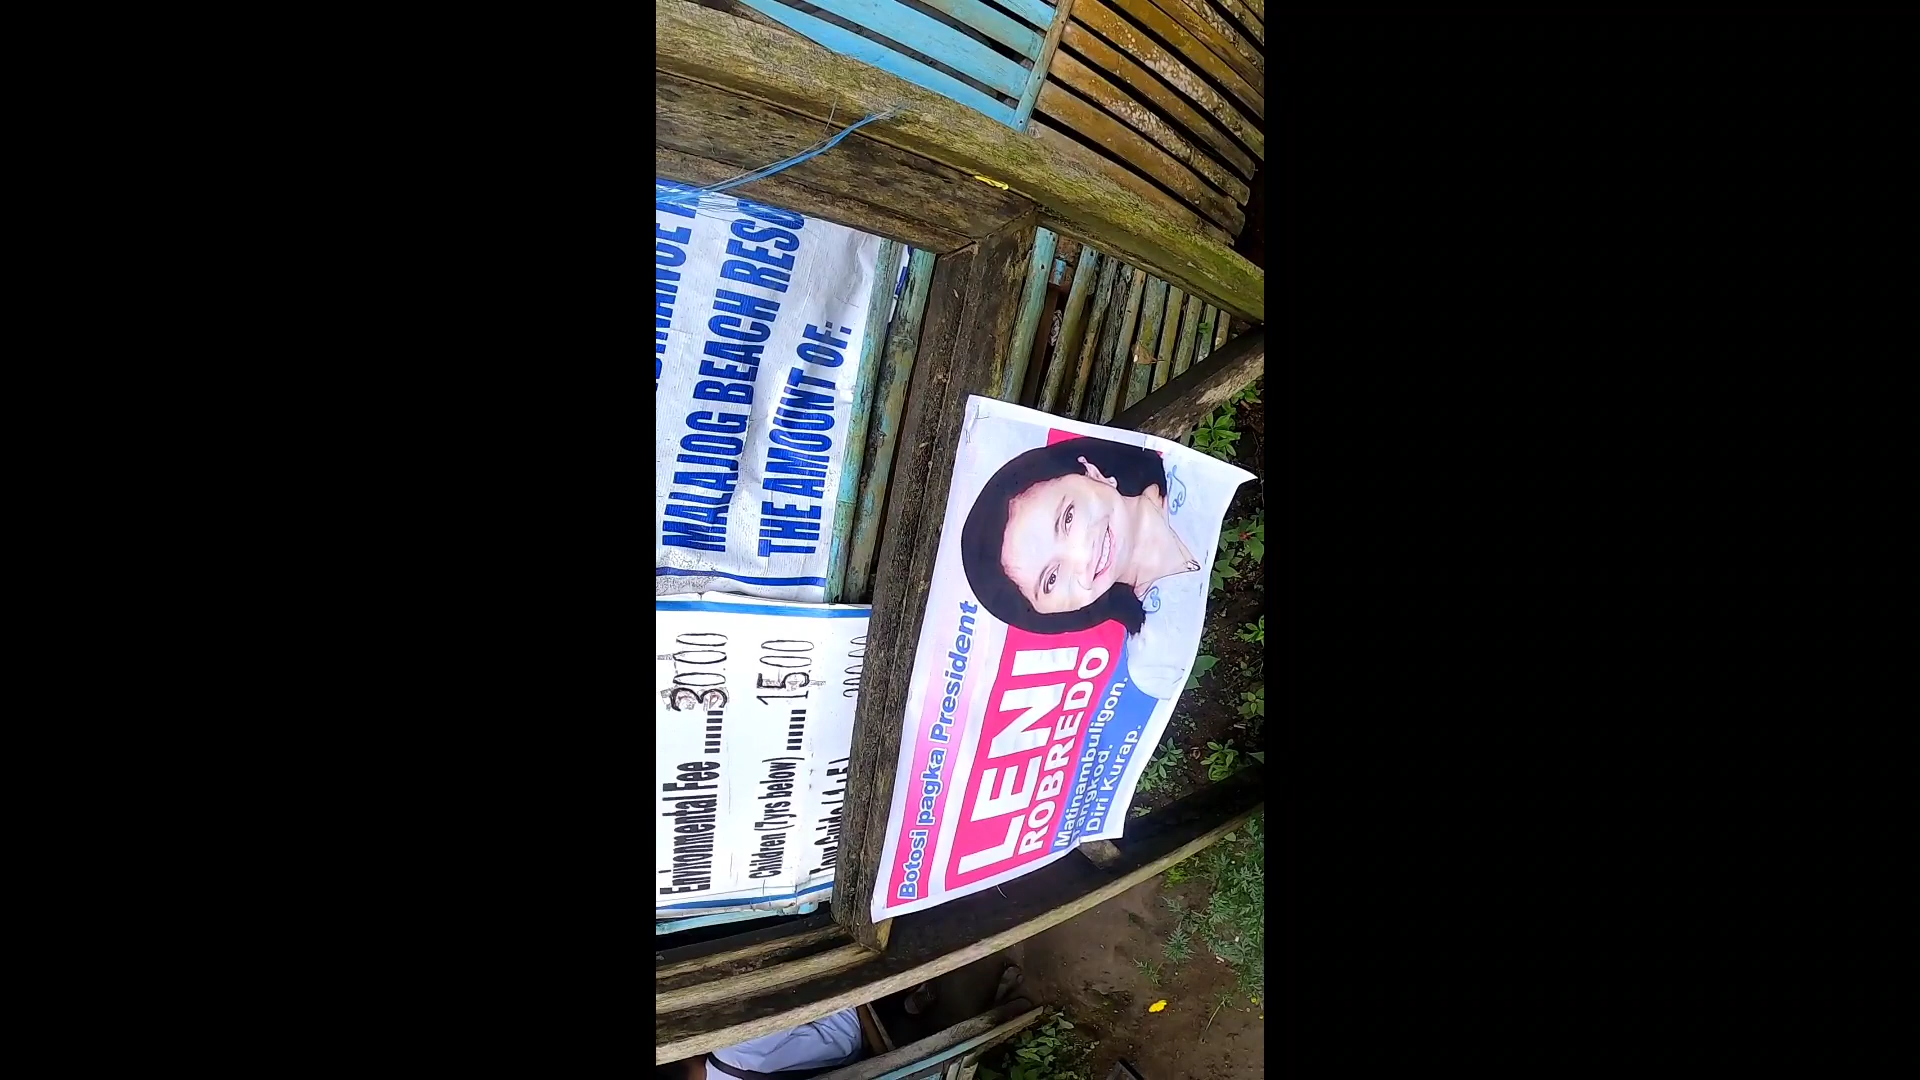 MALAJOG BEACH
THE AMOUNT OF:
Environmental Fee ...... 30.00
Children (7yrs below) ...... 15.00
Botosi pagka President
LENI
ROBREDO
Matinambuligon.
Tangkod.
Diri Kurap.